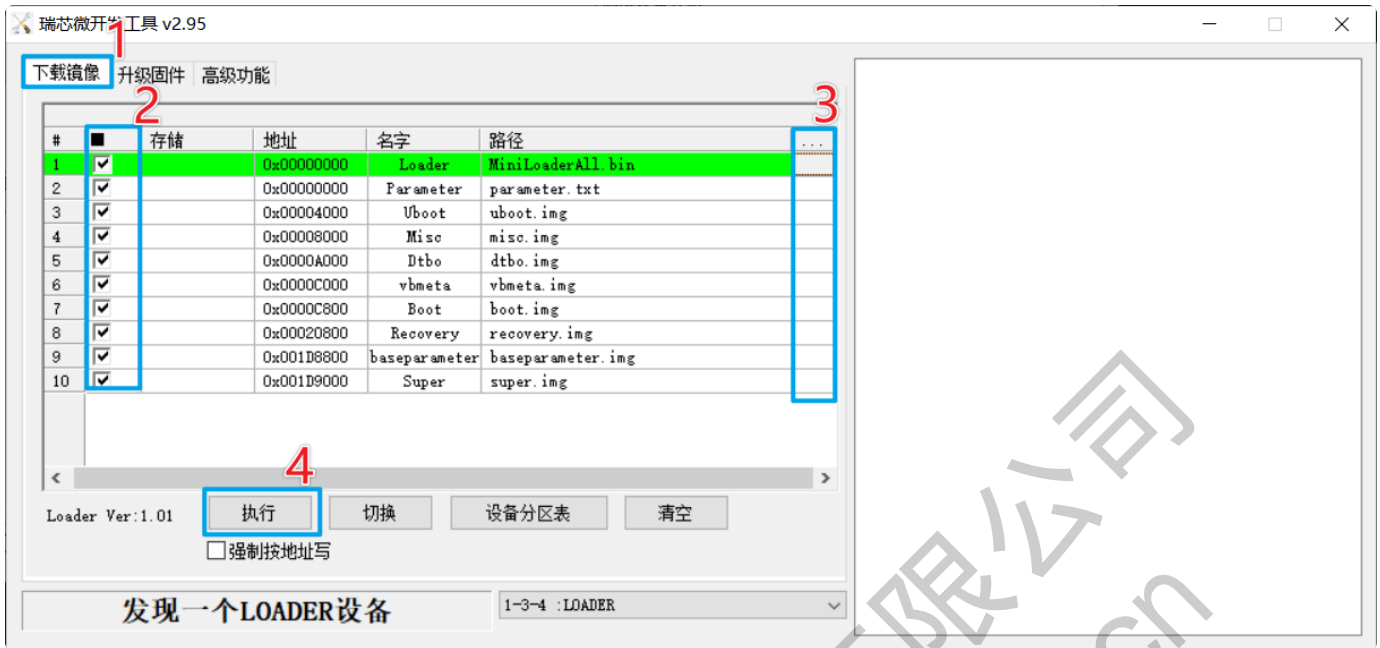 瑞芯微开发工具 v2.95
1
下载镜像 升级固件 高级功能
2
3
# 存储 地址 名字 路径 ...
1 0x00000000 Loader MiniLoaderAll.bin
2 0x00000000 Parameter parameter.txt
3 0x00004000 Uboot uboot.img
4 0x00008000 Misc misc.img
5 0x0000A000 Dtbo dtbo.img
6 0x0000C000 vbmeta vbmeta.img
7 0x0000C800 Boot boot.img
8 0x00020800 Recovery recovery.img
9 0x001D8800 baseparameter baseparameter.img
10 0x001D9000 Super super.img
4
Loader Ver:1.01 执行 切换 设备分区表 清空
强制按地址写
发现一个LOADER设备 1-3-4 :LOADER
有限公司
cn